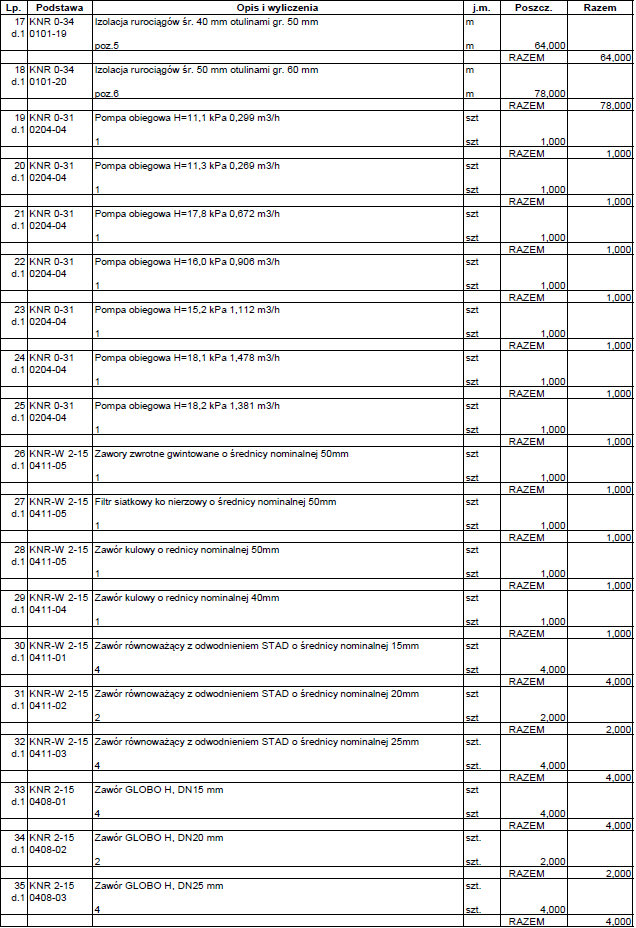 Lp. Podstawa Opis i wyliczenia j.m. Poszcz. Razem
17 KNR 0-34 Izolacja rurociągów śr. 40 mm otulinami gr. 50 mm m
d.1 0101-19
poz.5 m 64,000
RAZEM 64,000
18 KNR 0-34 Izolacja rurociągów śr. 50 mm otulinami gr. 60 mm m
d.1 0101-20
poz.6 m 78,000
RAZEM 78,000
19 KNR 0-31 Pompa obiegowa H=11,1 kPa 0,299 m3/h szt
d.1 0204-04
1 szt 1,000
RAZEM 1,000
20 KNR 0-31 Pompa obiegowa H=11,3 kPa 0,269 m3/h szt
d.1 0204-04
1 szt 1,000
RAZEM 1,000
21 KNR 0-31 Pompa obiegowa H=17,8 kPa 0,672 m3/h szt
d.1 0204-04
1 szt 1,000
RAZEM 1,000
22 KNR 0-31 Pompa obiegowa H=16,0 kPa 0,906 m3/h szt
d.1 0204-04
1 szt 1,000
RAZEM 1,000
23 KNR 0-31 Pompa obiegowa H=15,2 kPa 1,112 m3/h szt
d.1 0204-04
1 szt 1,000
RAZEM 1,000
24 KNR 0-31 Pompa obiegowa H=18,1 kPa 1,478 m3/h szt
d.1 0204-04
1 szt 1,000
RAZEM 1,000
25 KNR 0-31 Pompa obiegowa H=18,2 kPa 1,381 m3/h szt
d.1 0204-04
1 szt 1,000
RAZEM 1,000
26 KNR-W 2-15 Zawory zwrotne gwintowane o średnicy nominalnej 50mm szt
d.1 0411-05
1 szt 1,000
RAZEM 1,000
27 KNR-W 2-15 Filtr siatkowy ko nierzowy o średnicy nominalnej 50mm szt
d.1 0411-05
1 szt 1,000
RAZEM 1,000
28 KNR-W 2-15 Zawór kulowy o rednicy nominalnej 50mm szt
d.1 0411-05
1 szt 1,000
RAZEM 1,000
29 KNR-W 2-15 Zawór kulowy o rednicy nominalnej 40mm szt
d.1 0411-04
1 szt 1,000
RAZEM 1,000
30 KNR-W 2-15 Zawór równoważący z odwodnieniem STAD o średnicy nominalnej 15mm szt
d.1 0411-01
4 szt 4,000
RAZEM 4,000
31 KNR-W 2-15 Zawór równoważący z odwodnieniem STAD o średnicy nominalnej 20mm szt
d.1 0411-02
2 szt 2,000
RAZEM 2,000
32 KNR-W 2-15 Zawór równoważący z odwodnieniem STAD o średnicy nominalnej 25mm szt.
d.1 0411-03
4 szt. 4,000
RAZEM 4,000
33 KNR 2-15 Zawór GLOBO H, DN15 mm szt
d.1 0408-01
4 szt 4,000
RAZEM 4,000
34 KNR 2-15 Zawór GLOBO H, DN20 mm szt.
d.1 0408-02
2 szt. 2,000
RAZEM 2,000
35 KNR 2-15 Zawór GLOBO H, DN25 mm szt.
d.1 0408-03
4 szt. 4,000
RAZEM 4,000